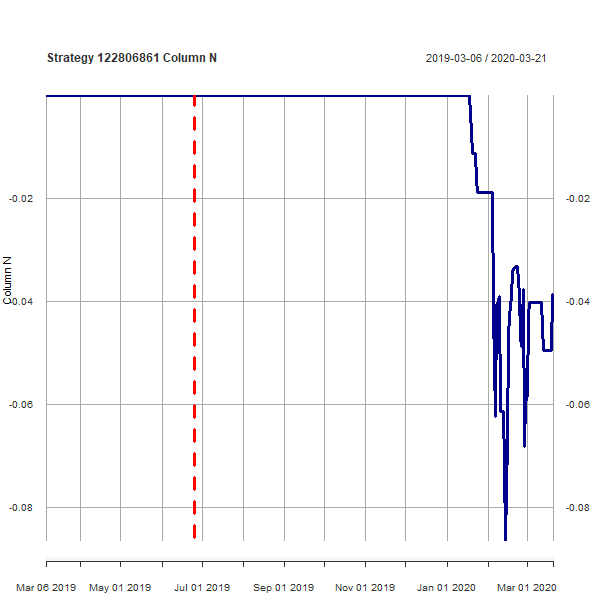 Strategy 122806861 Column N
2019-03-06 / 2020-03-21
-0.02
-0.02
Column N
-0.04
-0.04
-0.06
-0.06
-0.08
-0.08
Mar 06 2019
May 01 2019
Jul 01 2019
Sep 01 2019
Nov 01 2019
Jan 01 2020
Mar 01 2020